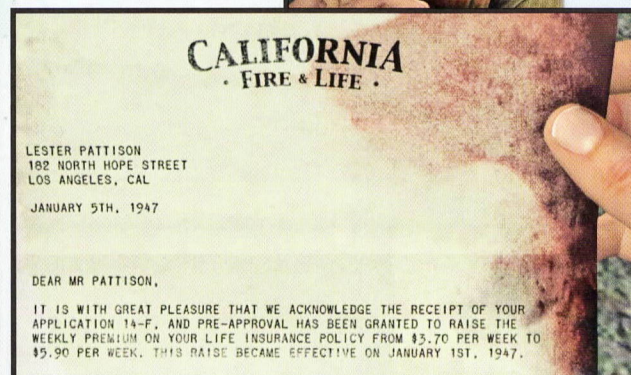 CALIFORNIA
· FIRE & LIFE ·
LESTER PATTISON
182 NORTH HOPE STREET
LOS ANGELES, CAL
JANUARY 5TH, 1947
DEAR MR PATTISON,
IT IS WITH GREAT PLEASURE THAT WE ACKNOWLEDGE THE RECEIPT OF YOUR
APPLICATION 14-F, AND PRE-APPROVAL HAS BEEN GRANTED TO RAISE THE
WEEKLY PREMIUM ON YOUR LIFE INSURANCE POLICY FROM $3.70 PER WEEK TO
$5.90 PER WEEK. THIS RAISE BECAME EFFECTIVE ON JANUARY 1ST, 1947.